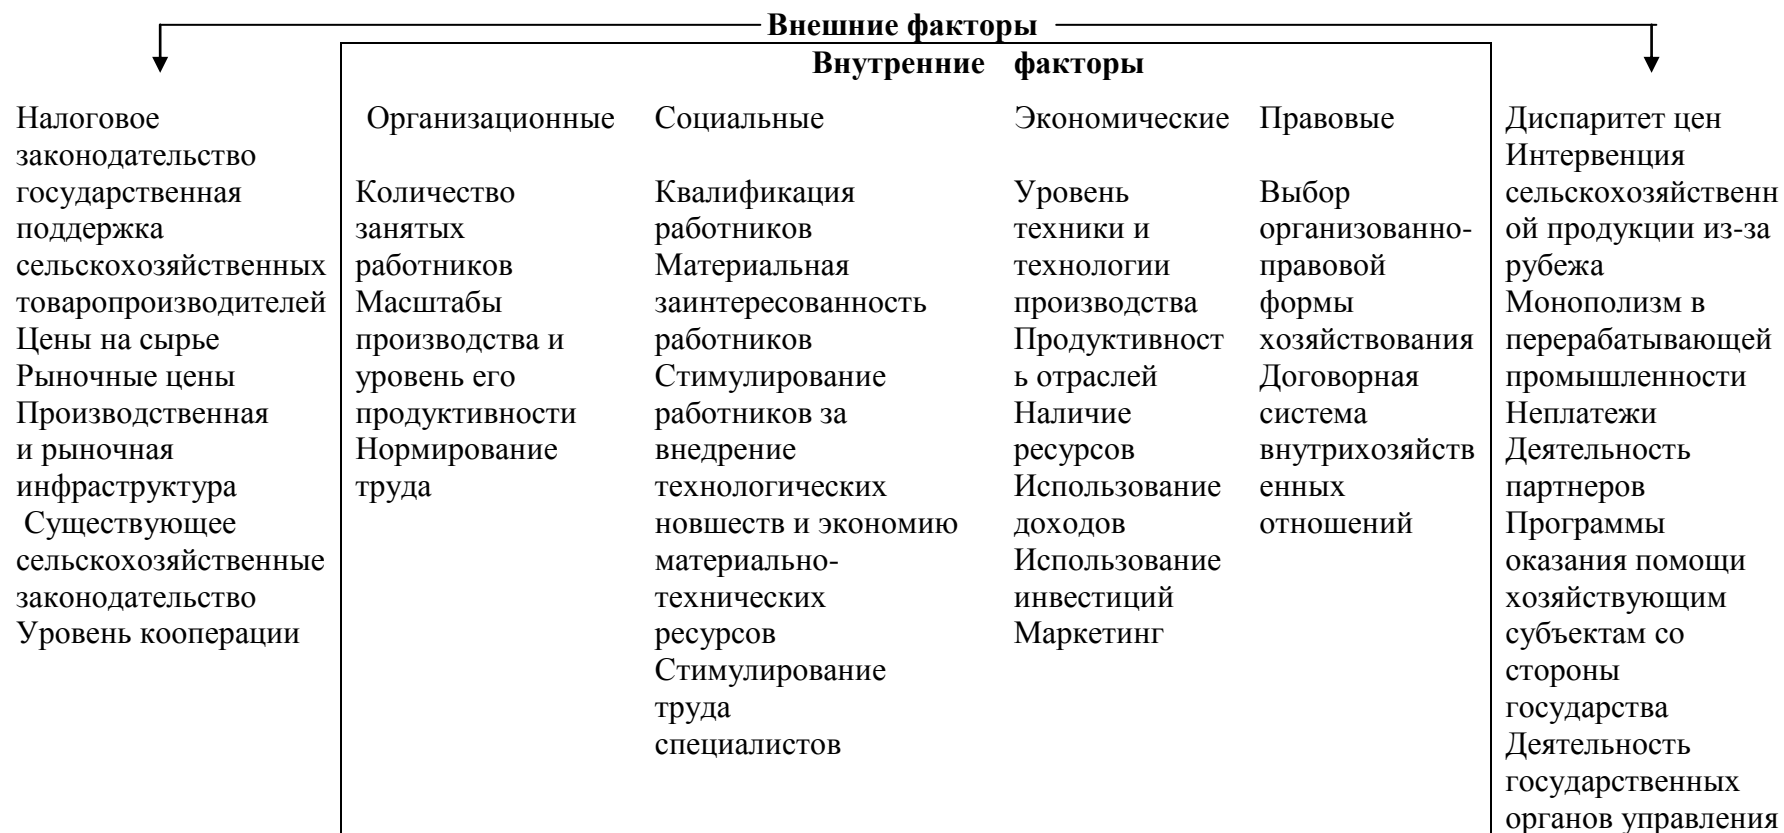 Внешние факторы
Внутренние факторы
Налоговое
законодательство
государственная
поддержка
сельскохозяйственных
товаропроизводителей
Цены на сырье
Рыночные цены
Производственная
и рыночная
инфраструктура
Существующее
сельскохозяйственные
законодательство
Уровень кооперации
Организационные
Количество
занятых
работников
Масштабы
производства и
уровень его
продуктивности
Нормирование
труда
Социальные
Квалификация
работников
Материальная
заинтересованность
работников
Стимулирование
работников за
внедрение
технологических
новшеств и экономию
материально-
технических
ресурсов
Стимулирование
труда
специалистов
Экономические
Уровень
техники и
технологии
производства
Продуктивност
ь отраслей
Наличие
ресурсов
Использование
доходов
Использование
инвестиций
Маркетинг
Правовые
Выбор
организованно-
правовой
формы
хозяйствования
Договорная
система
внутрихозяйств
енных
отношений
Диспаритет цен
Интервенция
сельскохозяйственн
ой продукции из-за
рубежа
Монополизм в
перерабатывающей
промышленности
Неплатежи
Деятельность
партнеров
Программы
оказания помощи
хозяйствующим
субъектам со
стороны
государства
Деятельность
государственных
органов управления